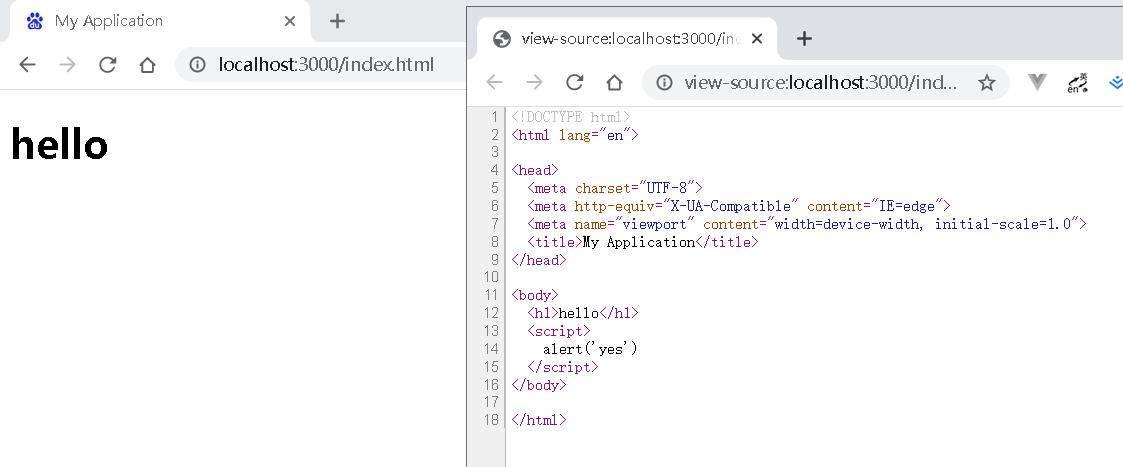 My Application
localhost:3000/index.html
hello
view-source:localhost:3000/ind
view-source:localhost:3000/ind...
英
en
1 <!DOCTYPE html>
2 <html lang="en">
3
4 <head>
5 <meta charset="UTF-8">
6 <meta http-equiv="X-UA-Compatible" content="IE=edge">
7 <meta name="viewport" content="width=device-width, initial-scale=1.0">
8 <title>My Application</title>
9 </head>
10
11 <body>
12 <h1>hello</h1>
13 <script>
14 alert('yes')
15 </script>
16 </body>
17
18 </html>